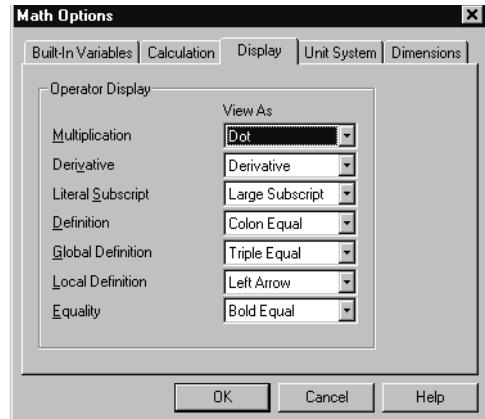 Math Options
Built-In Variables Calculation Display Unit System Dimensions
Operator Display
View As
Multiplication Dot
Derivative Derivative
Literal Subscript Large Subscript
Definition Colon Equal
Global Definition Triple Equal
Local Definition Left Arrow
Equality Bold Equal
OK Cancel Help